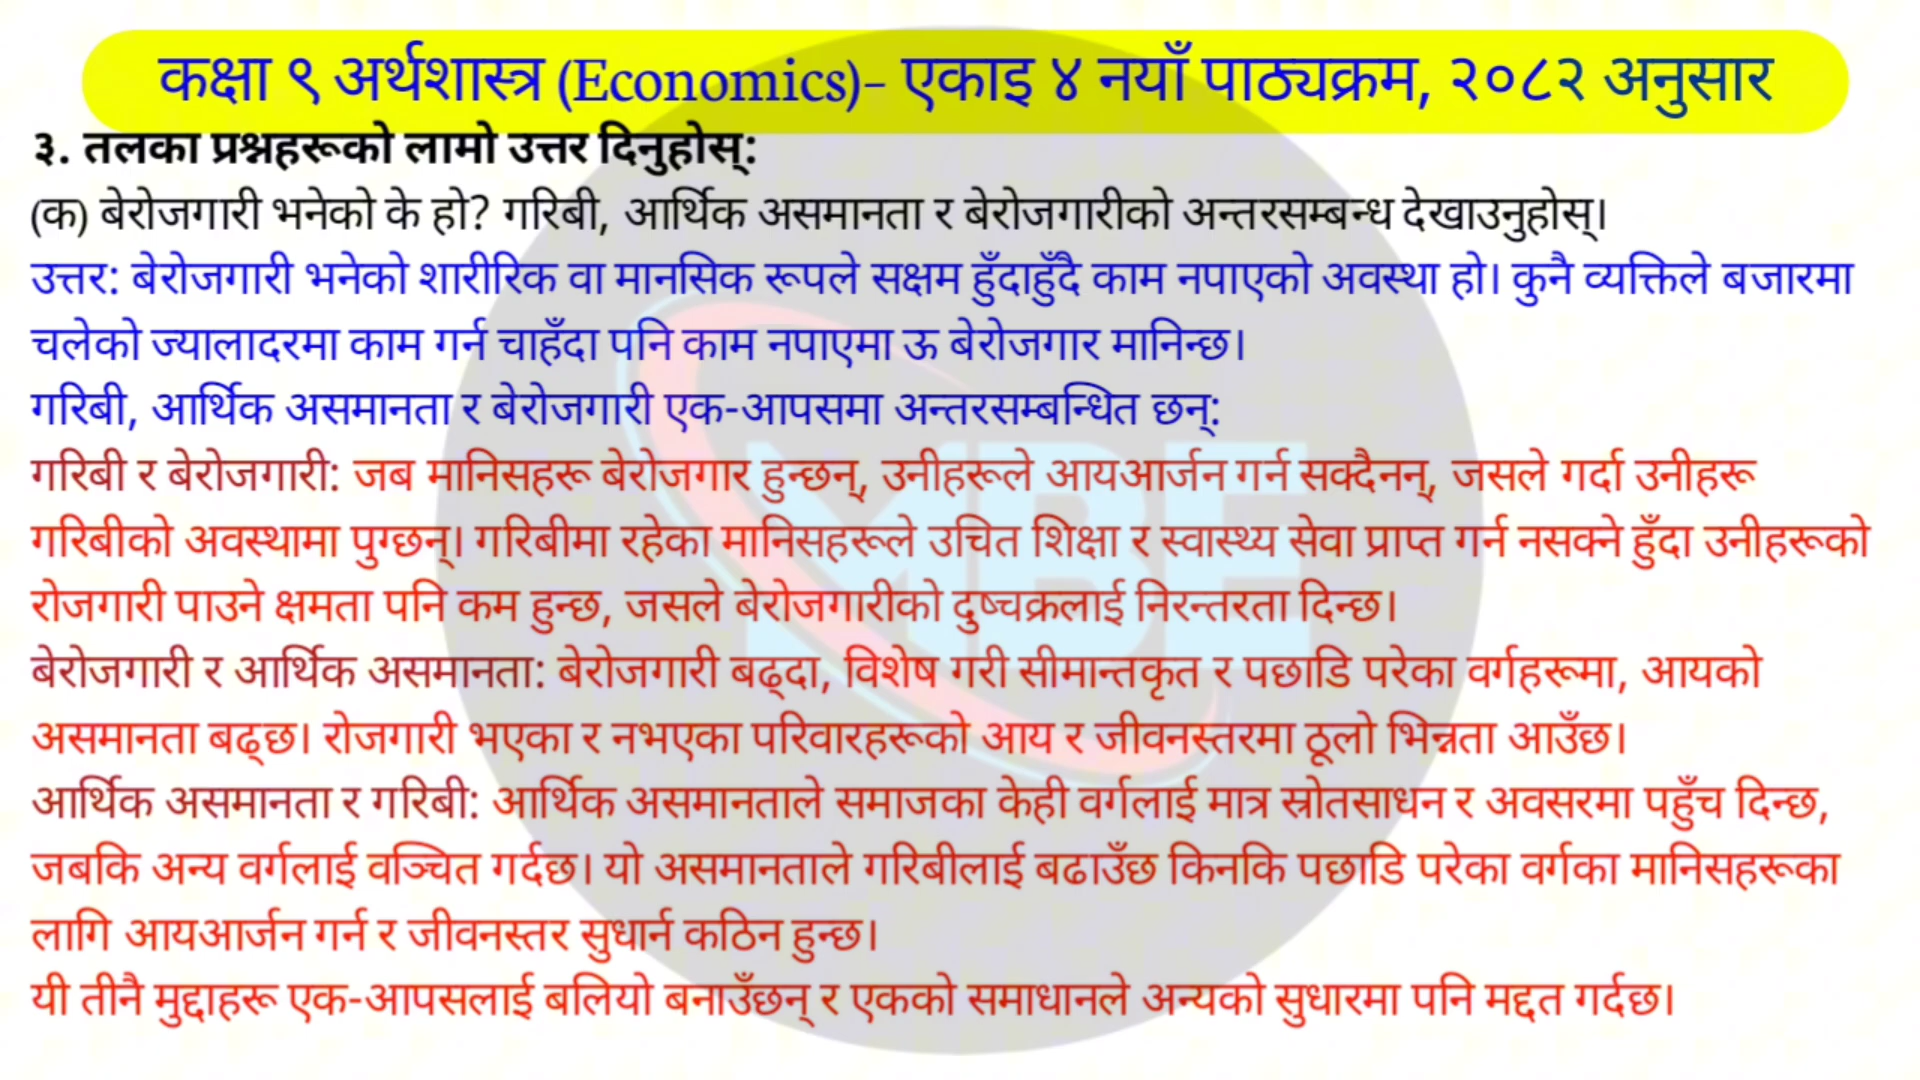 कक्षा ९ अर्थशास्त्र (Economics)- एकाइ ४ नयाँ पाठ्यक्रम, २०८२ अनुसार
३. तलका प्रश्नहरूको लामो उत्तर दिनुहोस्:
(क) बेरोजगारी भनेको के हो? गरिबी, आर्थिक असमानता र बेरोजगारीको अन्तरसम्बन्ध देखाउनुहोस्।
उत्तर: बेरोजगारी भनेको शारीरिक वा मानसिक रूपले सक्षम हुँदाहुँदै काम नपाएको अवस्था हो। कुनै व्यक्तिले बजारमा
चलेको ज्यालादरमा काम गर्न चाहँदा पनि काम नपाएमा ऊ बेरोजगार मानिन्छ।
गरिबी, आर्थिक असमानता र बेरोजगारी एक-आपसमा अन्तरसम्बन्धित छन्:
गरिबी र बेरोजगारी: जब मानिसहरू बेरोजगार हुन्छन्, उनीहरूले आयआर्जन गर्न सक्दैनन्, जसले गर्दा उनीहरू
गरिबीको अवस्थामा पुग्छन्। गरिबीमा रहेका मानिसहरूले उचित शिक्षा र स्वास्थ्य सेवा प्राप्त गर्न नसक्ने हुँदा उनीहरूको
रोजगारी पाउने क्षमता पनि कम हुन्छ, जसले बेरोजगारीको दुष्चक्रलाई निरन्तरता दिन्छ।
बेरोजगारी र आर्थिक असमानता: बेरोजगारी बढ्दा, विशेष गरी सीमान्तकृत र पछाडि परेका वर्गहरूमा, आयको
असमानता बढ्छ। रोजगारी भएका र नभएका परिवारहरूको आय र जीवनस्तरमा ठूलो भिन्नता आउँछ।
आर्थिक असमानता र गरिबी: आर्थिक असमानताले समाजका केही वर्गलाई मात्र स्रोतसाधन र अवसरमा पहुँच दिन्छ,
जबकि अन्य वर्गलाई वञ्चित गर्दछ। यो असमानताले गरिबीलाई बढाउँछ किनकि पछाडि परेका वर्गका मानिसहरूका
लागि आयआर्जन गर्न र जीवनस्तर सुधार्न कठिन हुन्छ।
यी तीनै मुद्दाहरू एक-आपसलाई बलियो बनाउँछन् र एकको समाधानले अन्यको सुधारमा पनि मद्दत गर्दछ।
MBE